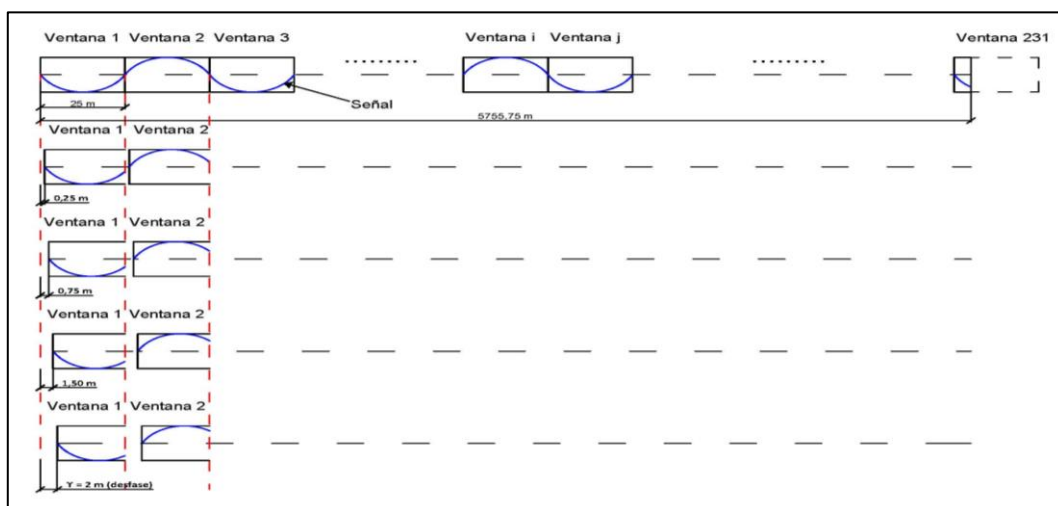 Ventana 1 Ventana 2 Ventana 3 Ventana i Ventana j Ventana 231
Señal
25 m
5755,75 m
Ventana 1 Ventana 2
0,25 m
Ventana 1 Ventana 2
0,75 m
Ventana 1 Ventana 2
1,50 m
Ventana 1 Ventana 2
Y = 2 m (desfase)